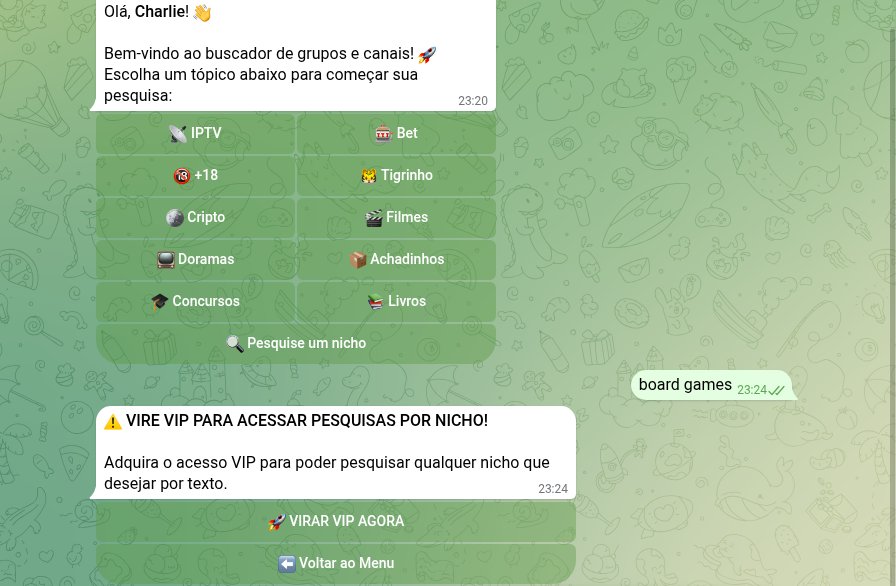 Olá, Charlie! 👋
Bem-vindo ao buscador de grupos e canais! 🚀
Escolha um tópico abaixo para começar sua
pesquisa:
23:20
📡 IPTV
🎰 Bet
🔞 +18
🐯 Tigrinho
🪙 Cripto
🎬 Filmes
📺 Doramas
📦 Achadinhos
🎓 Concursos
📚 Livros
🔍 Pesquise um nicho
board games 23:24
⚠️ VIRE VIP PARA ACESSAR PESQUISAS POR NICHO!
Adquira o acesso VIP para poder pesquisar qualquer nicho que
desejar por texto.
23:24
🚀 VIRAR VIP AGORA
⬅️ Voltar ao Menu